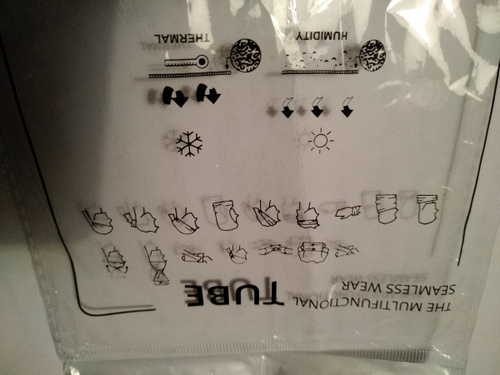 THE MULTIFUNCTIONAL
SEAMLESS WEAR
TUBE
HUMIDITY
THERMAL